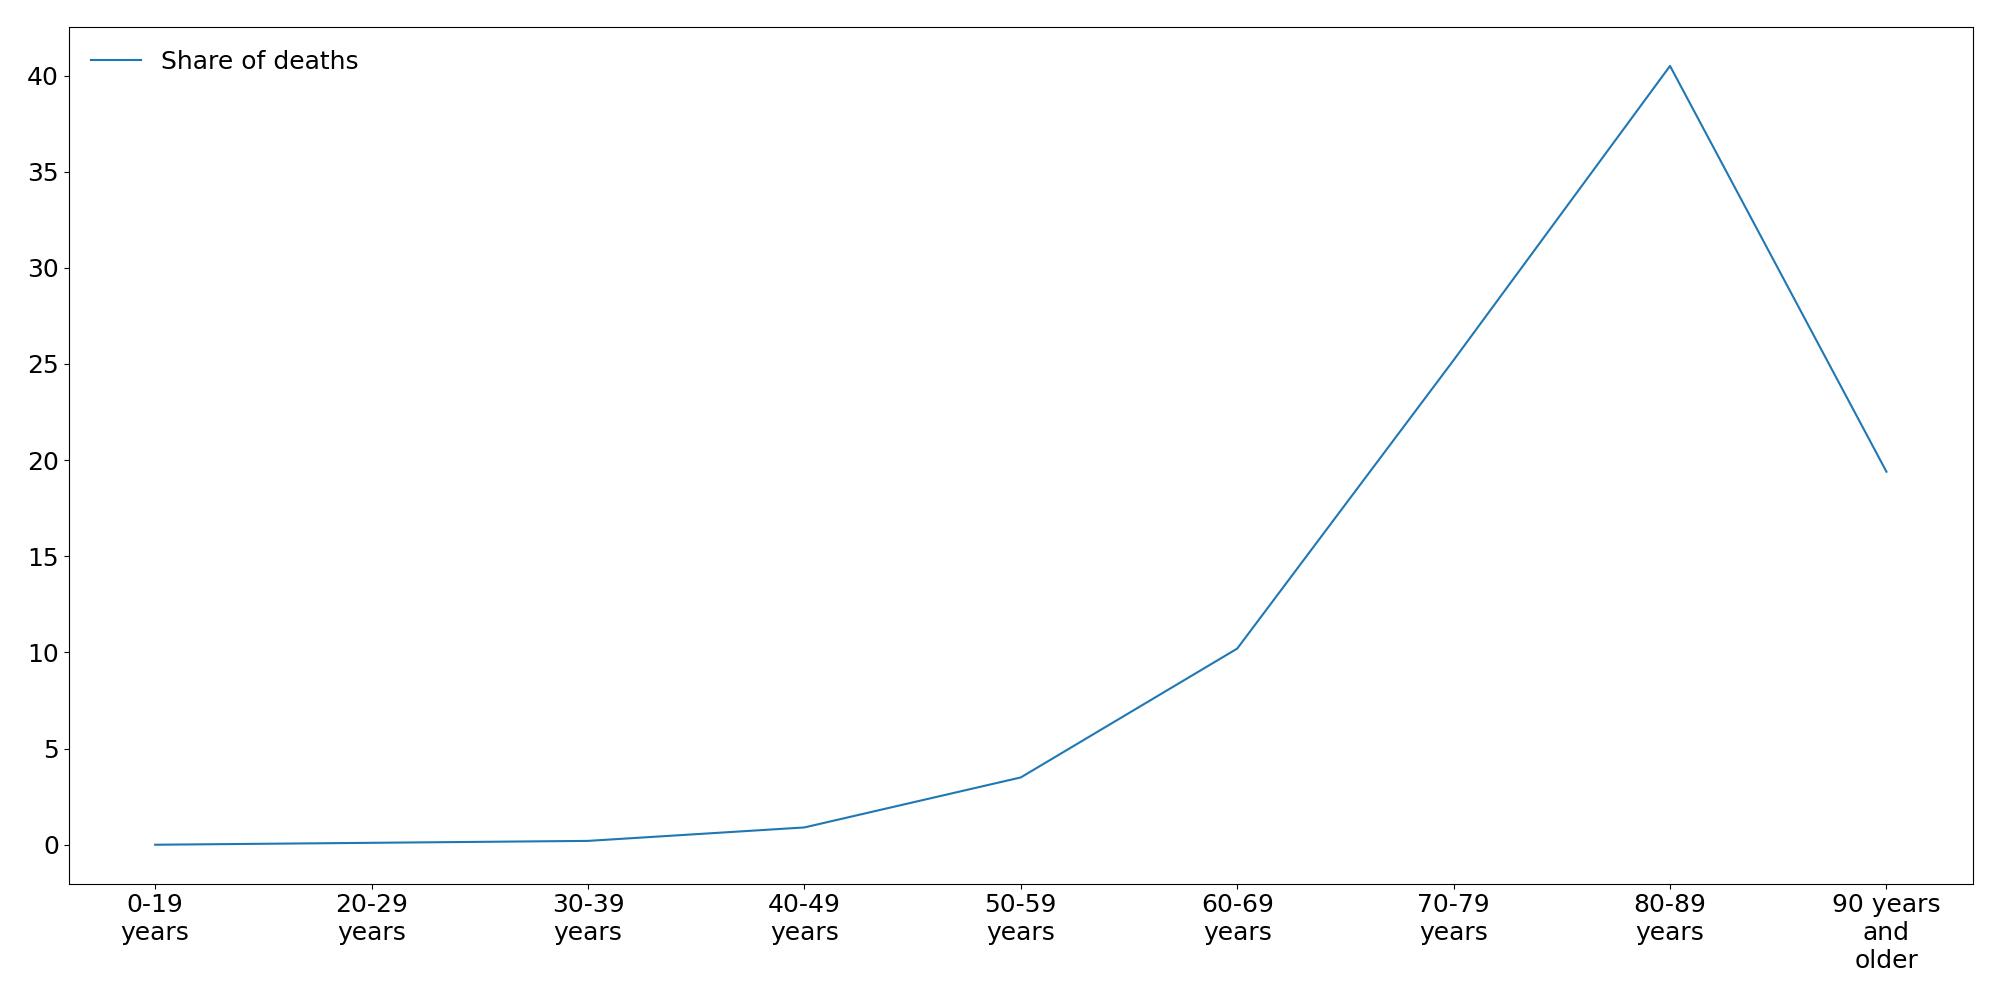 Share of deaths
40
35
30
25
20
15
10
5
0
0-19
years
20-29
years
30-39
years
40-49
years
50-59
years
60-69
years
70-79
years
80-89
years
90 years
and
older